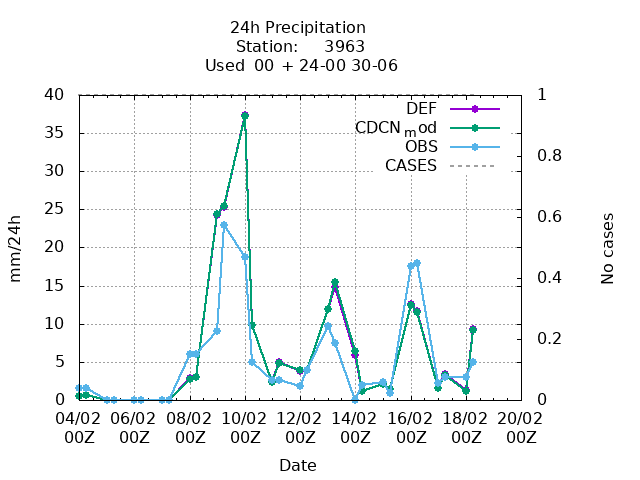 24h Precipitation
Station: 3963
Used 00 + 24-00 30-06
40 1
DEF
35
CDCN mod
OBS
0.8
CASES
30
25
0.6
20
15
0.4
10
0.2
5
0 0
mm/24h
No cases
04/02 06/02 08/02 10/02 12/02 14/02 16/02 18/02 20/02
00Z 00Z 00Z 00Z 00Z 00Z 00Z 00Z 00Z
Date